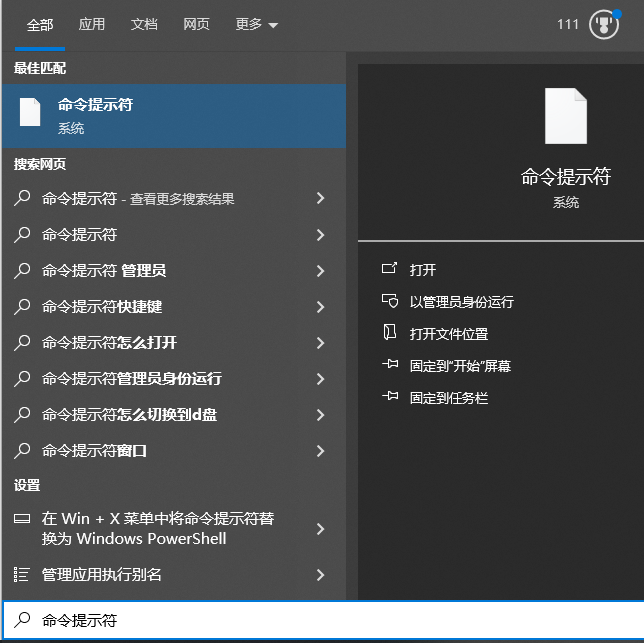 全部 应用 文档 网页 更多 111
最佳匹配
命令提示符
系统
搜索网页
命令提示符 - 查看更多搜索结果
命令提示符
命令提示符 管理员
命令提示符快捷键
命令提示符怎么打开
命令提示符管理员身份运行
命令提示符怎么切换到d盘
命令提示符窗口
设置
在 Win + X 菜单中将命令提示符替
换为 Windows PowerShell
管理应用执行别名
命令提示符
命令提示符
系统
打开
以管理员身份运行
打开文件位置
固定到"开始"屏幕
固定到任务栏